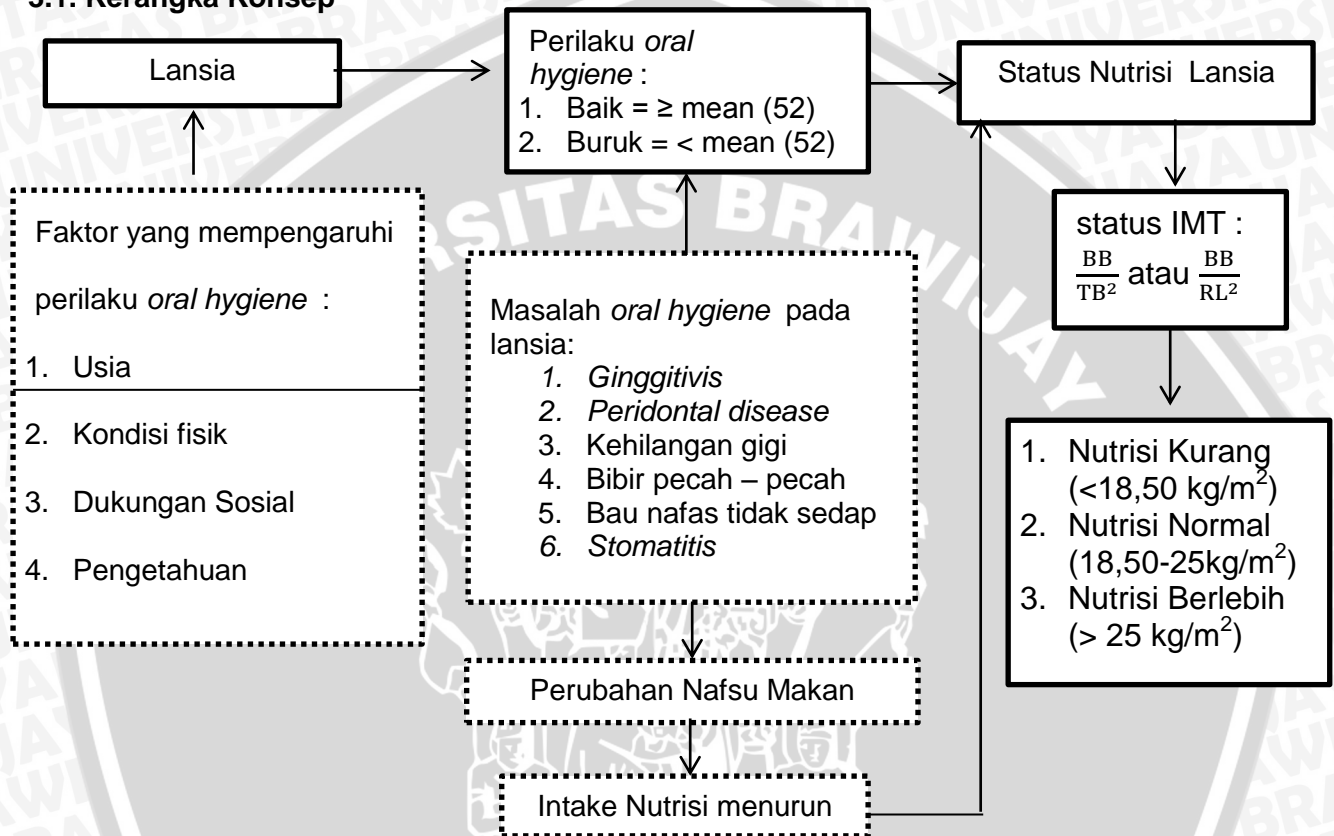 3.1. Kerangka Konsep
Lansia
Perilaku oral
hygiene :
1. Baik = ≥ mean (52)
2. Buruk = < mean (52)
Status Nutrisi Lansia
Faktor yang mempengaruhi
perilaku oral hygiene :
1. Usia
2. Kondisi fisik
3. Dukungan Sosial
4. Pengetahuan
Masalah oral hygiene pada
lansia:
1. Ginggitivis
2. Peridontal disease
3. Kehilangan gigi
4. Bibir pecah – pecah
5. Bau nafas tidak sedap
6. Stomatitis
status IMT :
BB/TB² atau BB/RL²
1. Nutrisi Kurang
(<18,50 kg/m²)
2. Nutrisi Normal
(18,50-25kg/m²)
3. Nutrisi Berlebih
(> 25 kg/m²)
Perubahan Nafsu Makan
Intake Nutrisi menurun
RSITAS BRAWIJAY